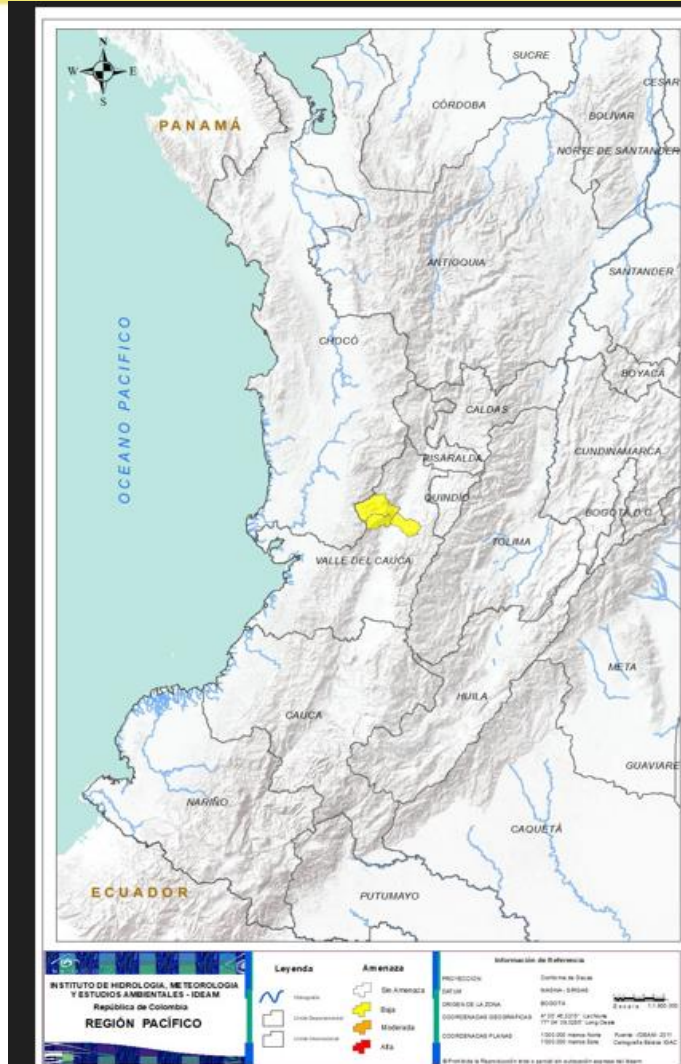 N
W E
S
PANAMÁ
SUCRE
CESAR
CÓRDOBA
BOLÍVAR
NORTE DE SANTANDER
ANTIOQUIA
SANTANDER
OCEANO PACIFICO
CHOCÓ
BOYACÁ
CALDAS
CUNDINAMARCA
RISARALDA
QUINDÍO
BOGOTÁ D.C.
TOLIMA
VALLE DEL CAUCA
META
HUILA
CAUCA
GUAVIARE
NARIÑO
CAQUETÁ
ECUADOR
PUTUMAYO
INSTITUTO DE HIDROLOGIA, METEOROLOGIA
Y ESTUDIOS AMBIENTALES - IDEAM
República de Colombia
REGIÓN PACÍFICO
Leyenda
Hidrografía
Amenaza
Sin Amenaza
Baja
Moderada
Alta
Información de Referencia
PROYECCIÓN
DATUM
ORIGEN DE LA ZONA
BOGOTÁ
COORDENADAS GEOGRÁFICAS
COORDENADAS PLANAS